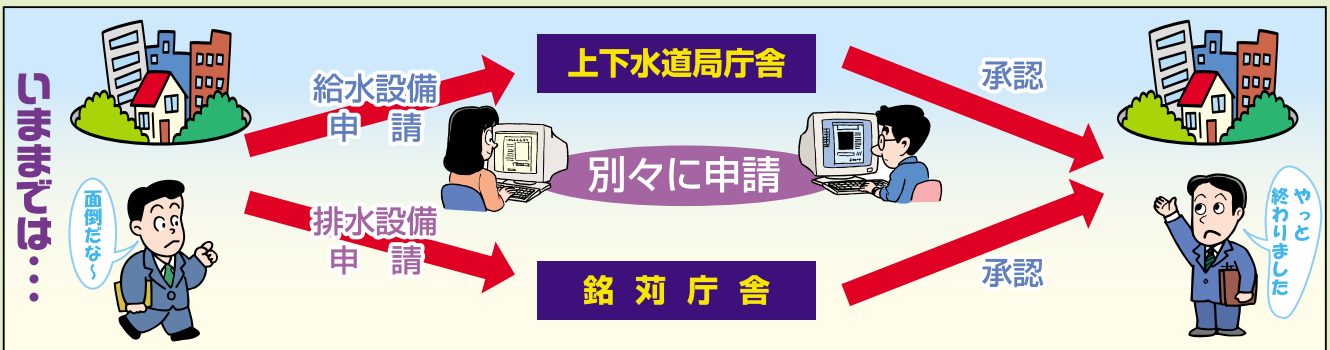 いままでは・・・
給水設備
申請
上下水道局庁舎
承認
面倒だな～
別々に申請
やっと
終わりました
排水設備
申請
銘苅庁舎
承認